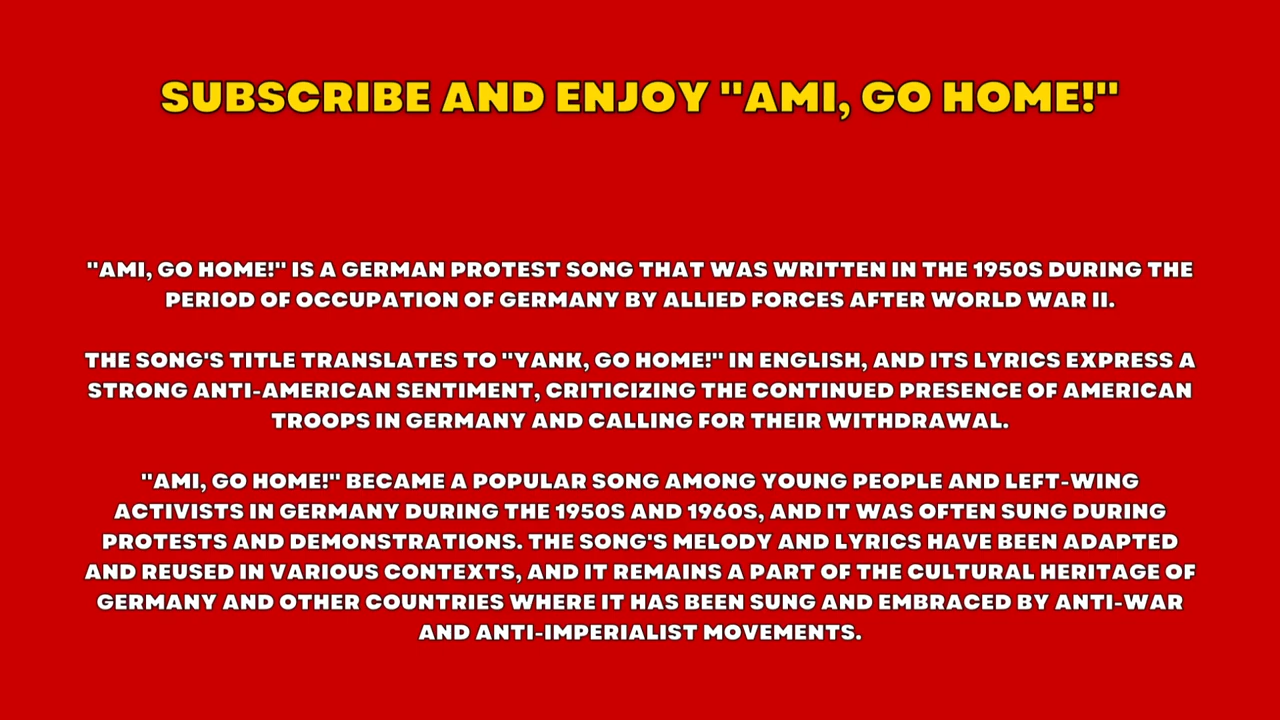 SUBSCRIBE AND ENJOY "AMI, GO HOME!"
"AMI, GO HOME!" IS A GERMAN PROTEST SONG THAT WAS WRITTEN IN THE 1950S DURING THE
PERIOD OF OCCUPATION OF GERMANY BY ALLIED FORCES AFTER WORLD WAR II.
THE SONG'S TITLE TRANSLATES TO "YANK, GO HOME!" IN ENGLISH, AND ITS LYRICS EXPRESS A
STRONG ANTI-AMERICAN SENTIMENT, CRITICIZING THE CONTINUED PRESENCE OF AMERICAN
TROOPS IN GERMANY AND CALLING FOR THEIR WITHDRAWAL.
"AMI, GO HOME!" BECAME A POPULAR SONG AMONG YOUNG PEOPLE AND LEFT-WING
ACTIVISTS IN GERMANY DURING THE 1950S AND 1960S, AND IT WAS OFTEN SUNG DURING
PROTESTS AND DEMONSTRATIONS. THE SONG'S MELODY AND LYRICS HAVE BEEN ADAPTED
AND REUSED IN VARIOUS CONTEXTS, AND IT REMAINS A PART OF THE CULTURAL HERITAGE OF
GERMANY AND OTHER COUNTRIES WHERE IT HAS BEEN SUNG AND EMBRACED BY ANTI-WAR
AND ANTI-IMPERIALIST MOVEMENTS.